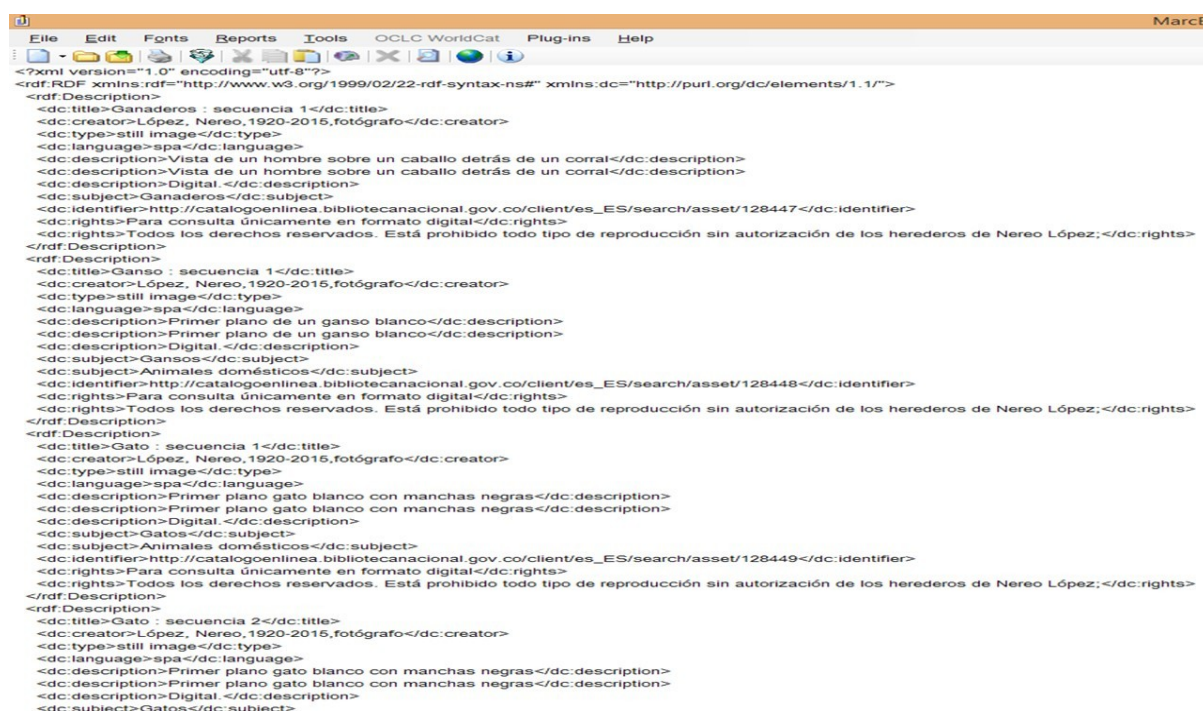 MarcE
File Edit Fonts Reports Tools OCLC WorldCat Plug-ins Help
<?xml version="1.0" encoding="utf-8"?>
<rdf:RDF xmlns:rdf="http://www.w3.org/1999/02/22-rdf-syntax-ns#" xmlns:dc="http://purl.org/dc/elements/1.1/">
<rdf:Description>
<dc:title>Ganaderos : secuencia 1</dc:title>
<dc:creator>López, Nereo,1920-2015,fotógrafo</dc:creator>
<dc:type>still image</dc:type>
<dc:language>spa</dc:language>
<dc:description>Vista de un hombre sobre un caballo detrás de un corral</dc:description>
<dc:description>Vista de un hombre sobre un caballo detrás de un corral</dc:description>
<dc:description>Digital.</dc:description>
<dc:subject>Ganaderos</dc:subject>
<dc:identifier>http://catalogoenlinea.bibliotecanacional.gov.co/client/es_ES/search/asset/128447</dc:identifier>
<dc:rights>Para consulta únicamente en formato digital</dc:rights>
<dc:rights>Todos los derechos reservados. Está prohibido todo tipo de reproducción sin autorización de los herederos de Nereo López;</dc:rights>
</rdf:Description>
<rdf:Description>
<dc:title>Ganso : secuencia 1</dc:title>
<dc:creator>López, Nereo,1920-2015,fotógrafo</dc:creator>
<dc:type>still image</dc:type>
<dc:language>spa</dc:language>
<dc:description>Primer plano de un ganso blanco</dc:description>
<dc:description>Primer plano de un ganso blanco</dc:description>
<dc:description>Digital.</dc:description>
<dc:subject>Gansos</dc:subject>
<dc:subject>Animales domésticos</dc:subject>
<dc:identifier>http://catalogoenlinea.bibliotecanacional.gov.co/client/es_ES/search/asset/128448</dc:identifier>
<dc:rights>Para consulta únicamente en formato digital</dc:rights>
<dc:rights>Todos los derechos reservados. Está prohibido todo tipo de reproducción sin autorización de los herederos de Nereo López;</dc:rights>
</rdf:Description>
<rdf:Description>
<dc:title>Gato : secuencia 1</dc:title>
<dc:creator>López, Nereo,1920-2015,fotógrafo</dc:creator>
<dc:type>still image</dc:type>
<dc:language>spa</dc:language>
<dc:description>Primer plano gato blanco con manchas negras</dc:description>
<dc:description>Primer plano gato blanco con manchas negras</dc:description>
<dc:description>Digital.</dc:description>
<dc:subject>Gatos</dc:subject>
<dc:subject>Animales domésticos</dc:subject>
<dc:identifier>http://catalogoenlinea.bibliotecanacional.gov.co/client/es_ES/search/asset/128449</dc:identifier>
<dc:rights>Para consulta únicamente en formato digital</dc:rights>
<dc:rights>Todos los derechos reservados. Está prohibido todo tipo de reproducción sin autorización de los herederos de Nereo López;</dc:rights>
</rdf:Description>
<rdf:Description>
<dc:title>Gato : secuencia 2</dc:title>
<dc:creator>López, Nereo,1920-2015,fotógrafo</dc:creator>
<dc:type>still image</dc:type>
<dc:language>spa</dc:language>
<dc:description>Primer plano gato blanco con manchas negras</dc:description>
<dc:description>Primer plano gato blanco con manchas negras</dc:description>
<dc:description>Digital.</dc:description>
<dc:subject>Gatos</dc:subject>